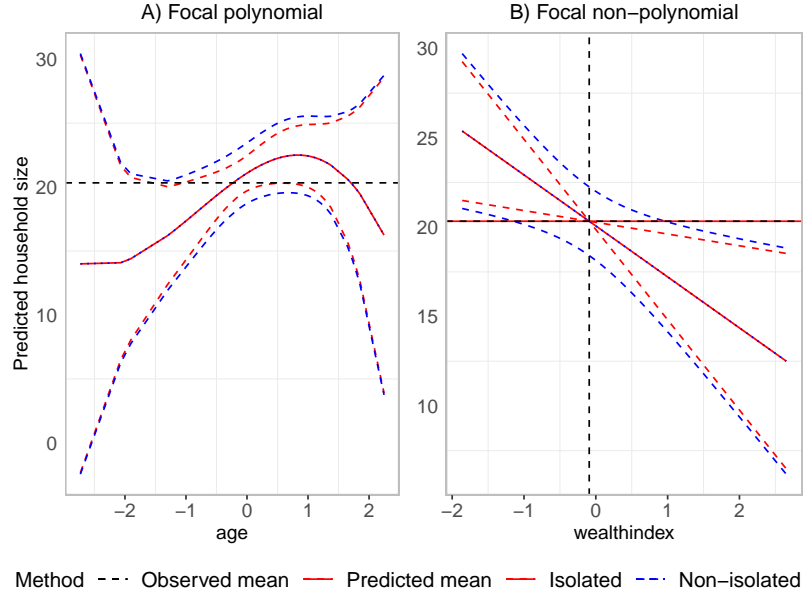 A) Focal polynomial
B) Focal non−polynomial
Predicted household size
30
20
10
0
−2 −1 0 1 2
age
30
25
20
15
10
−2 −1 0 1 2
wealthindex
Method Observed mean Predicted mean Isolated Non−isolated